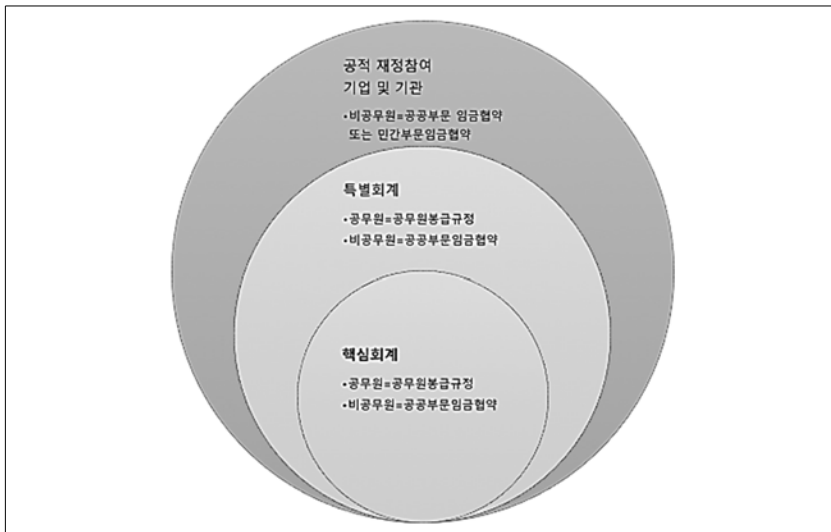 공적 재정참여
기업 및 기관
•비공무원=공공부문 임금협약
또는 민간부문임금협약
특별회계
•공무원=공무원봉급규정
•비공무원=공공부문임금협약
핵심회계
•공무원=공무원봉급규정
•비공무원=공공부문임금협약